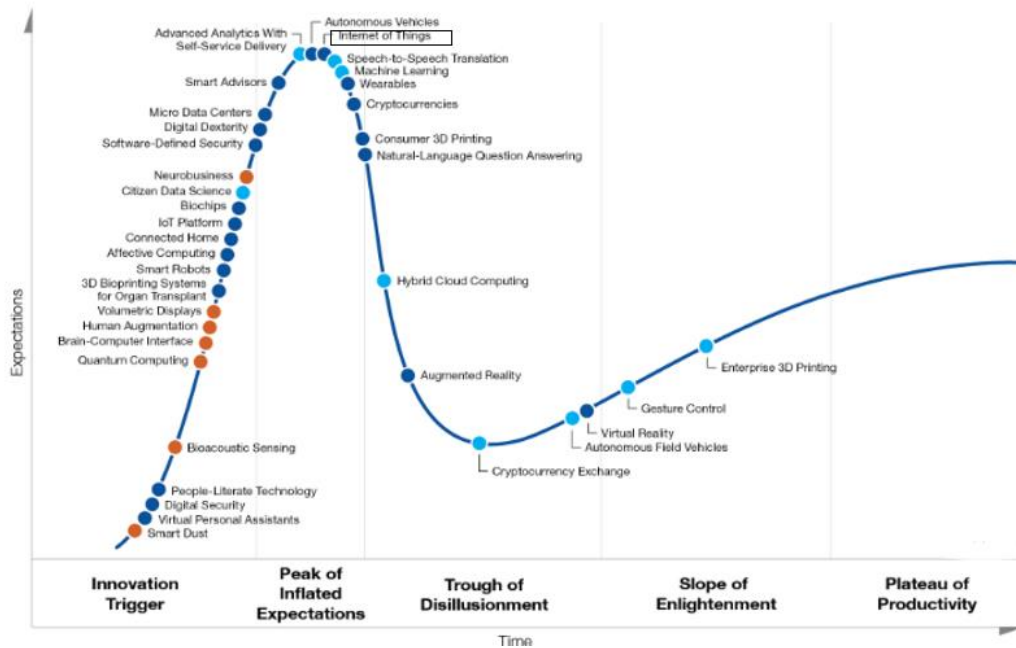 Autonomous Vehicles
Advanced Analytics With
Self-Service Delivery
Internet of Things
Speech-to-Speech Translation
Machine Learning
Smart Advisors
Wearables
Micro Data Centers
Cryptocurrencies
Digital Dexterity
Software-Defined Security
Consumer 3D Printing
Natural-Language Question Answering
Neurobusiness
Citizen Data Science
Biochips
IoT Platform
Connected Home
Affective Computing
Smart Robots
3D Bioprinting Systems
for Organ Transplant
Hybrid Cloud Computing
Volumetric Displays
Human Augmentation
Brain-Computer Interface
Quantum Computing
Expectations
Augmented Reality
Enterprise 3D Printing
Gesture Control
Virtual Reality
Autonomous Field Vehicles
Bioacoustic Sensing
Cryptocurrency Exchange
People-Literate Technology
Digital Security
Virtual Personal Assistants
Smart Dust
Innovation
Trigger
Peak of
Inflated
Expectations
Trough of
Disillusionment
Slope of
Enlightenment
Plateau of
Productivity
Time